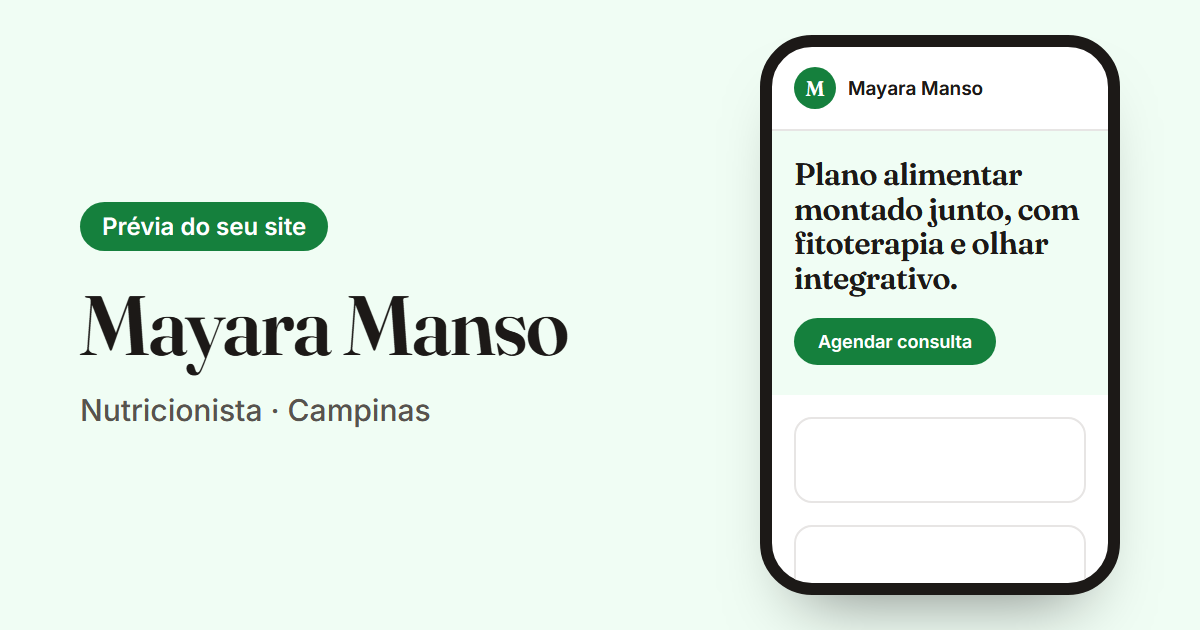 Prévia do seu site
Mayara Manso
Nutricionista · Campinas
M
Mayara Manso
Plano alimentar
montado junto, com
fitoterapia e olhar
integrativo.
Agendar consulta